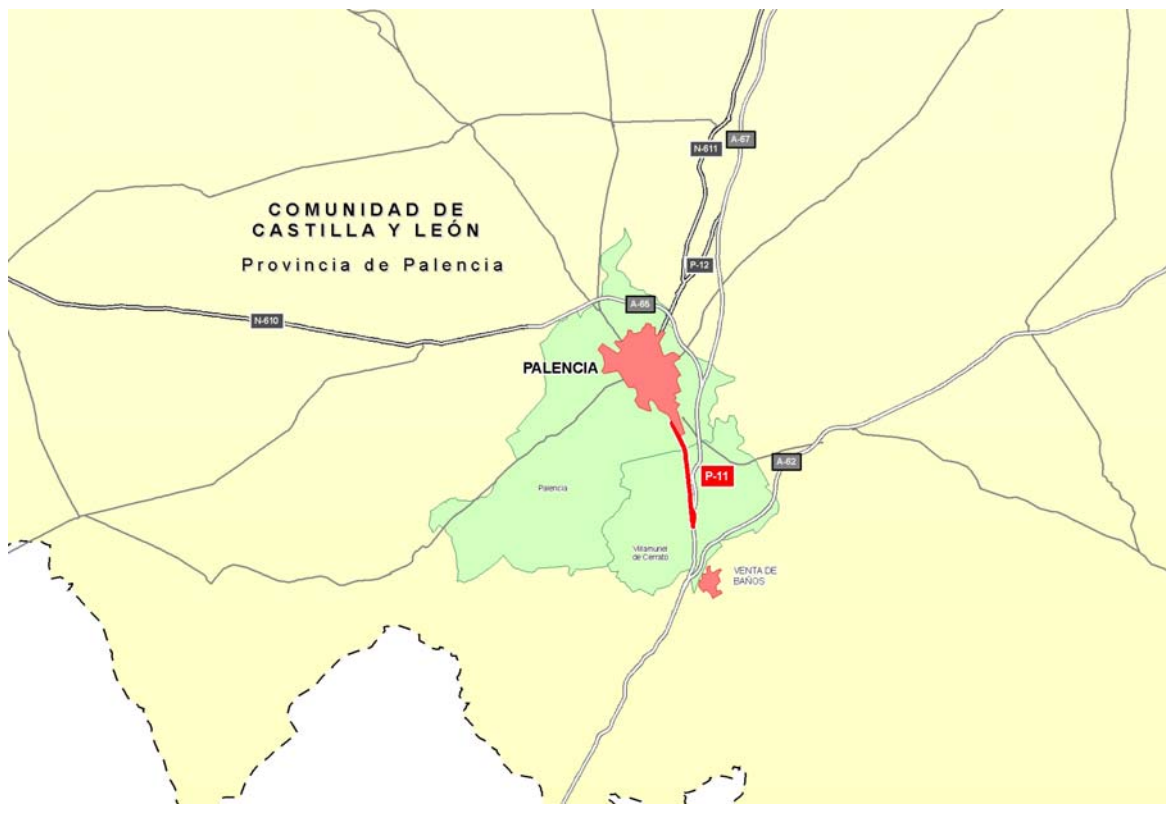 A-67
N-611
COMUNIDAD DE
CASTILLA Y LEÓN
Provincia de Palencia
P-12
A-65
N-610
PALENCIA
A-62
P-11
Palencia
Villamuriel
de Cerrato
VENTA DE
BAÑOS